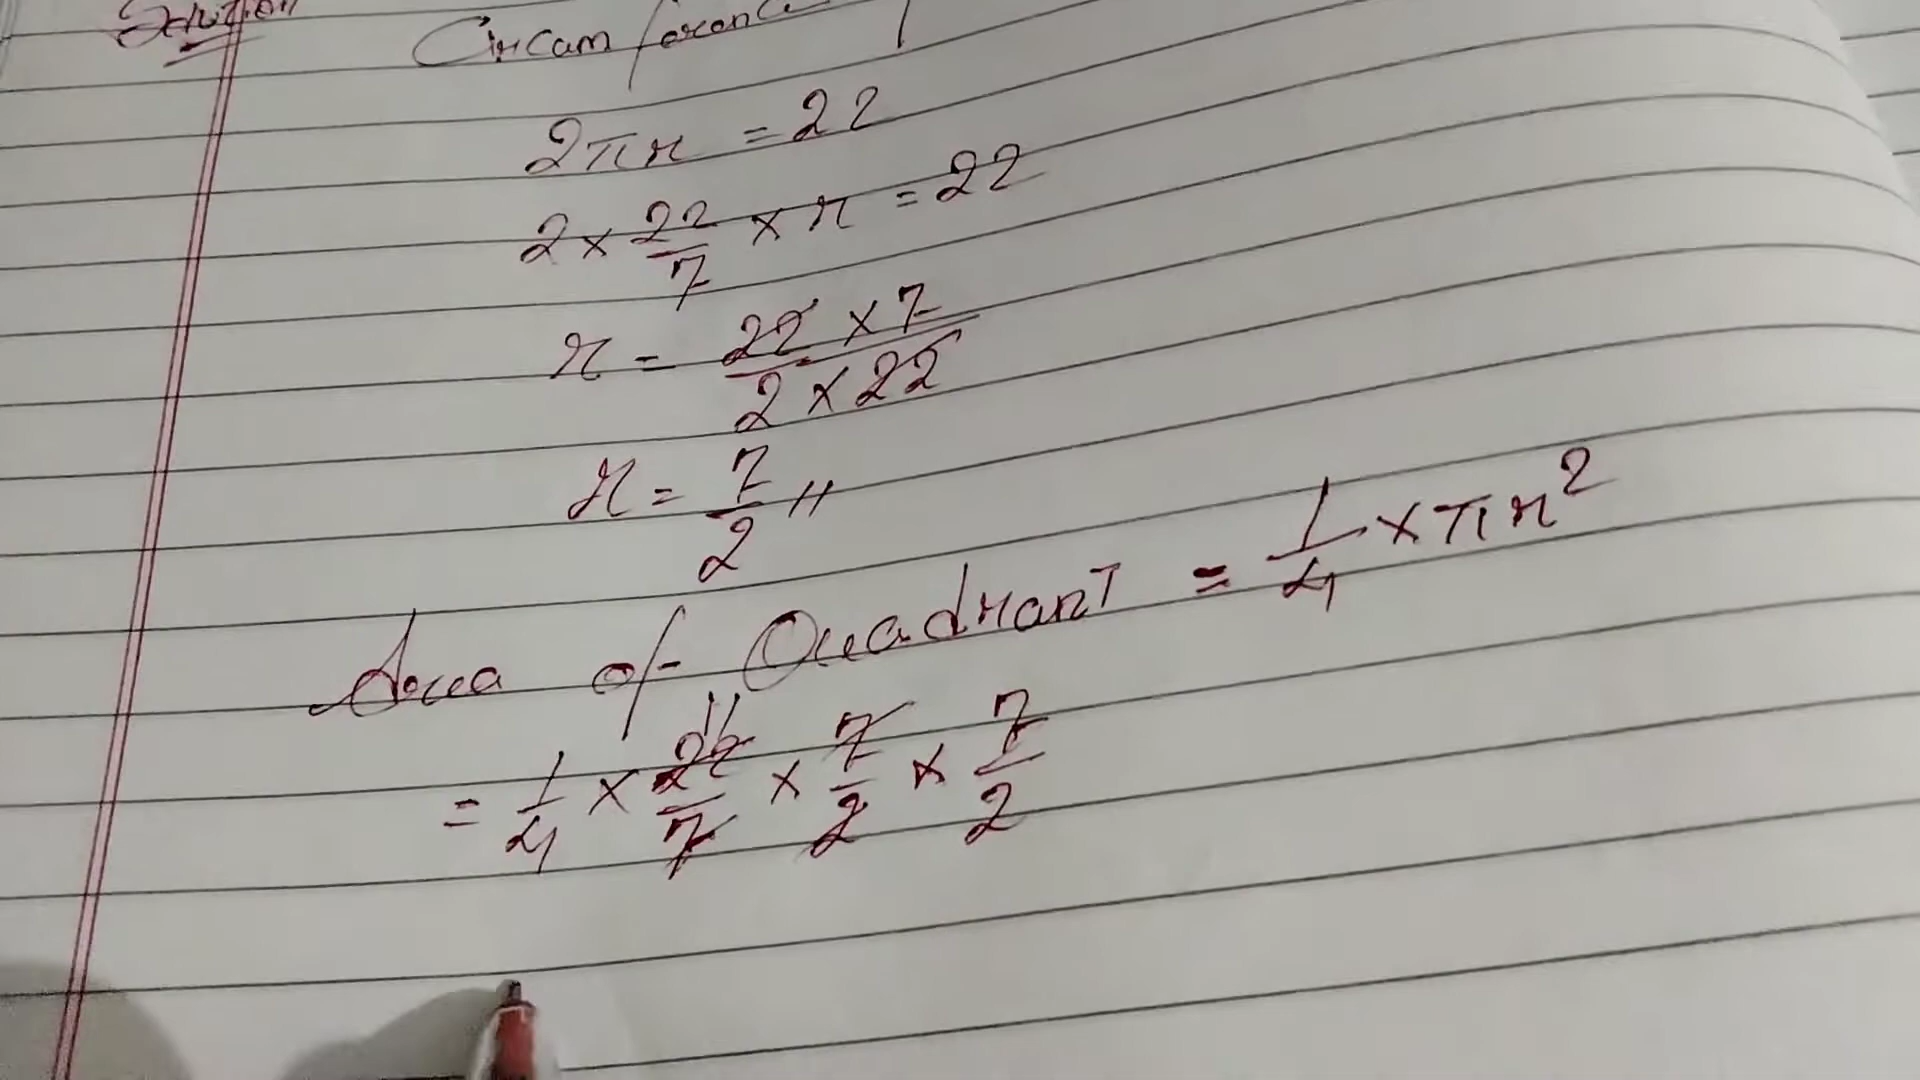 Solution
Circumference
2πr = 22
2 × 22/7 × r = 22
r = 22 × 7 / 2 × 22
r = 7/2 //
Area of Quadrant = 1/4 × πr²
= 1/4 × 22/7 × 7/2 × 7/2
11